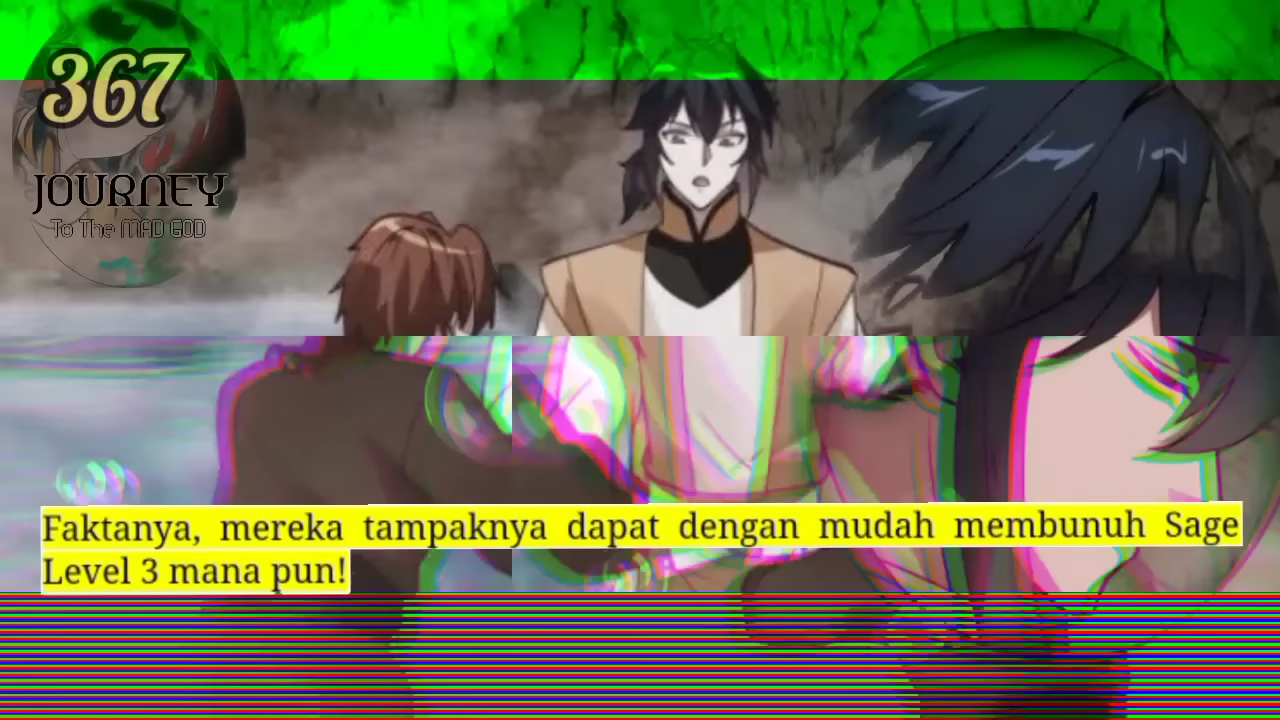 367
JOURNEY
To The MAD GOD
Faktanya, mereka tampaknya dapat dengan mudah membunuh Sage
Level 3 mana pun!